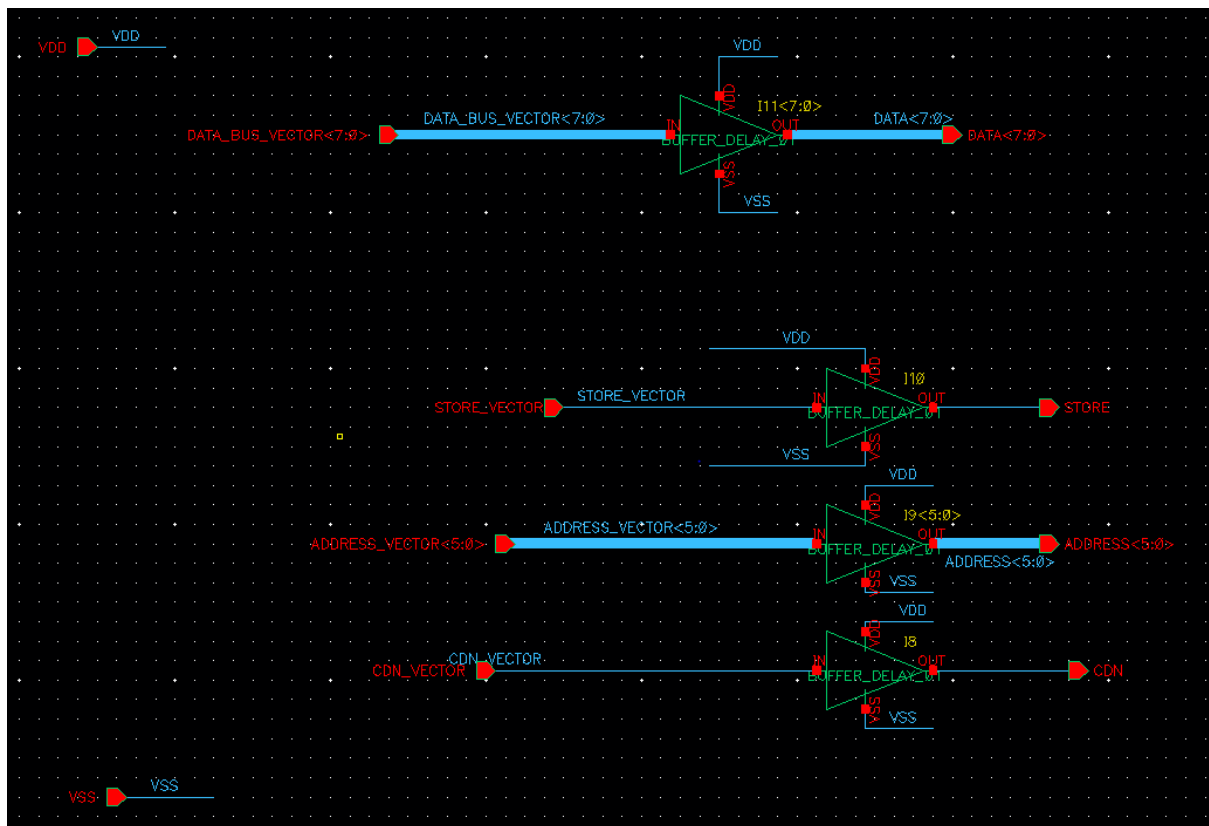 VDD VDD
VDD
VDD
I11<7:0>
DATA_BUS_VECTOR<7:0> DATA<7:0>
IN OUT
DATA_BUS_VECTOR<7:0> BUFFER_DELAY_01 DATA<7:0>
VSS
VSS
VDD
VDD
I10
STORE_VECTOR IN OUT
STORE_VECTOR BUFFER_DELAY_01 STORE
VSS
VSS
VDD
VDD
I9<5:0>
ADDRESS_VECTOR<5:0> IN OUT
ADDRESS_VECTOR<5:0> BUFFER_DELAY_01 ADDRESS<5:0>
ADDRESS<5:0>
VSS
VSS
VDD
VDD
I8
CDN_VECTOR IN OUT
CDN_VECTOR BUFFER_DELAY_01 CDN
VSS
VSS
VSS VSS